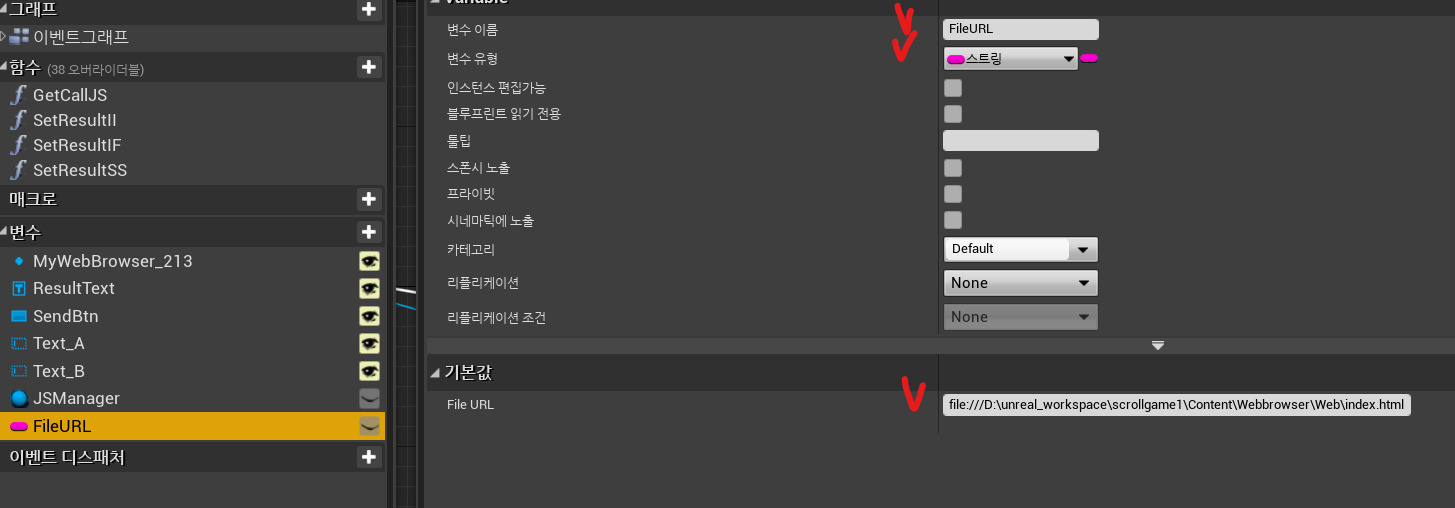 그래프
이벤트그래프
함수 (38 오버라이더블)
GetCallJS
SetResultII
SetResultIF
SetResultSS
매크로
변수
MyWebBrowser_213
ResultText
SendBtn
Text_A
Text_B
JSManager
FileURL
이벤트 디스패처
변수 이름 FileURL
변수 유형 스트링
인스턴스 편집가능
블루프린트 읽기 전용
툴팁
스폰시 노출
프라이빗
시네마틱에 노출
카테고리 Default
리플리케이션 None
리플리케이션 조건 None
기본값
File URL file:///D:\unreal_workspace\scrollgame1\Content\Webbrowser\Web\index.html